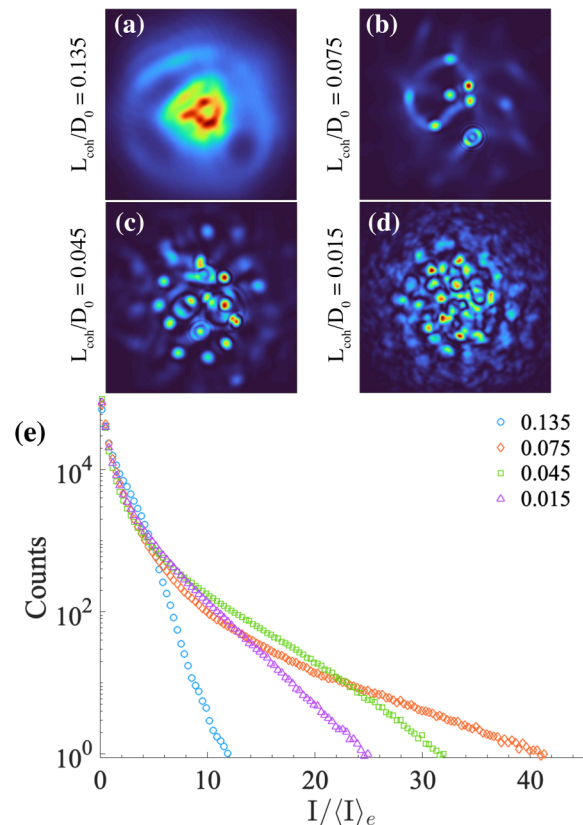 (a)
L_coh/D_0 = 0.135
(b)
L_coh/D_0 = 0.075
(c)
L_coh/D_0 = 0.045
(d)
L_coh/D_0 = 0.015
(e)
0.135
0.075
0.045
0.015
Counts
10^4
10^2
10^0
0 10 20 30 40
I/⟨I⟩_e